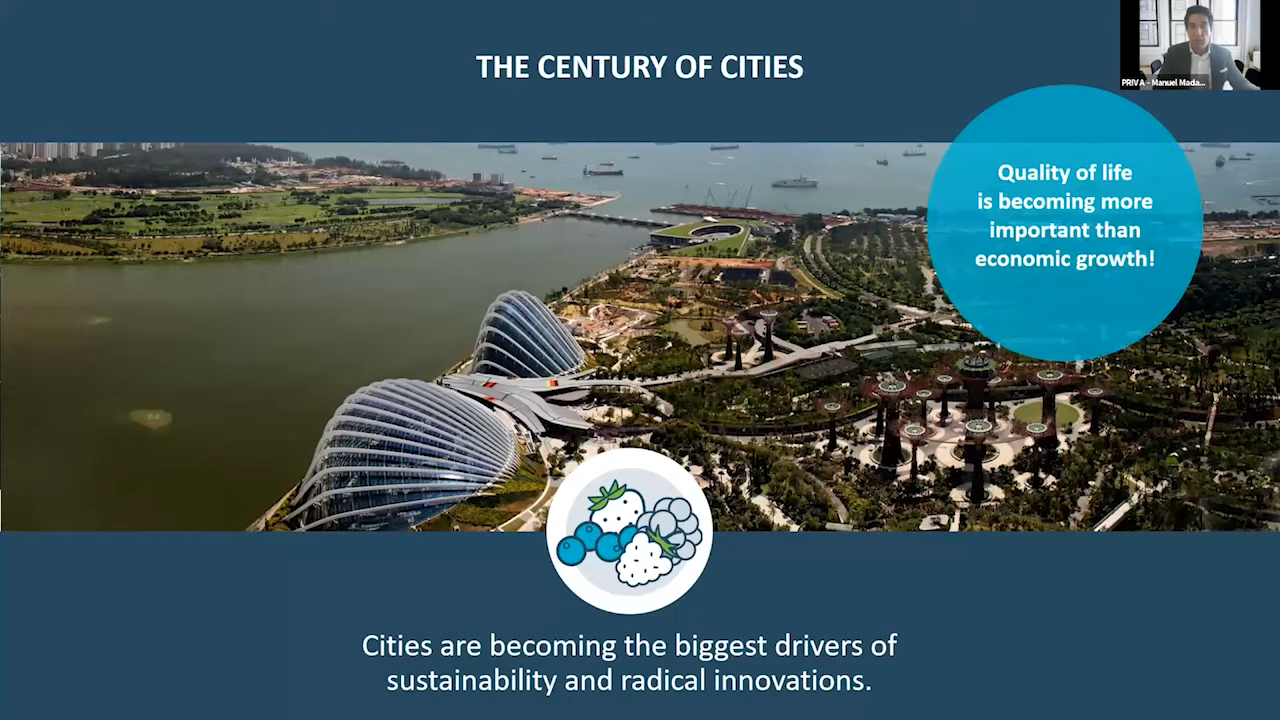 THE CENTURY OF CITIES
PRIVA - Manuel Mada...
Quality of life
is becoming more
important than
economic growth!
Cities are becoming the biggest drivers of
sustainability and radical innovations.